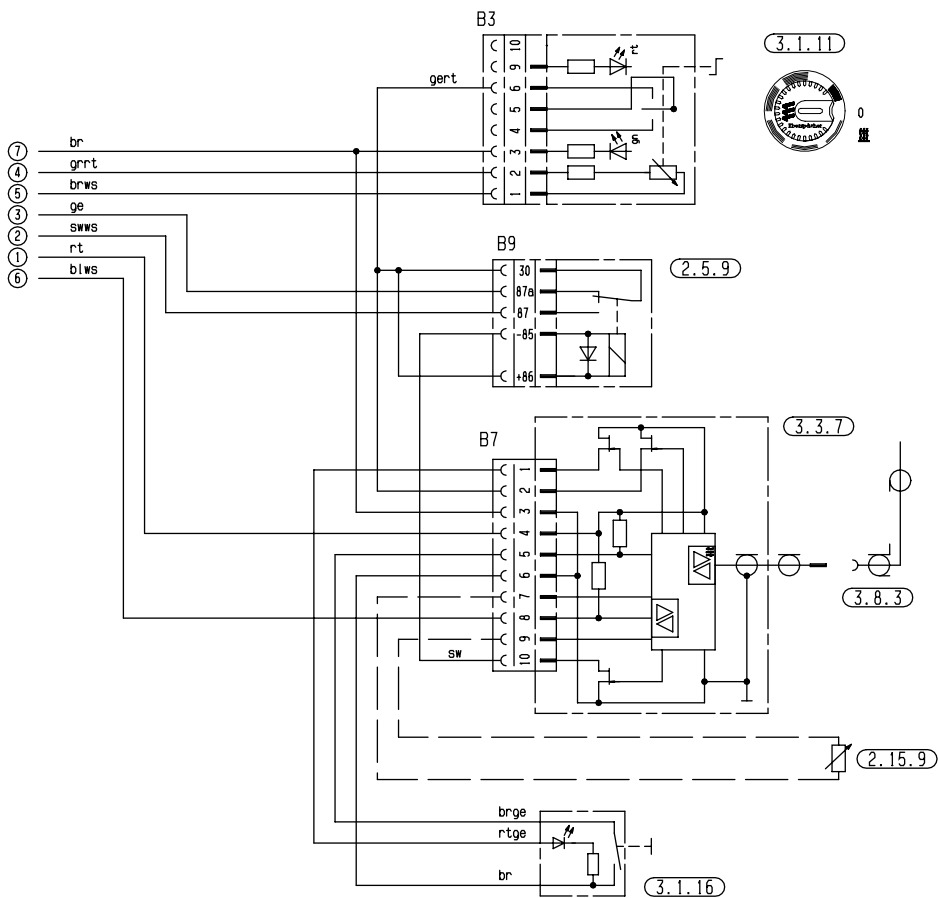 B3
10
9
6
5
4
3
2
1
rt
gn
3.1.11
Eberspächer
0
gert
7 br
4 grrt
5 brws
3 ge
2 swws
1 rt
6 blws
B9
30
87a
87
-85
+86
2.5.9
B7
1
2
3
4
5
6
7
8
9
10
sw
3.3.7
3.8.3
2.15.9
brge
rtge
br
3.1.16